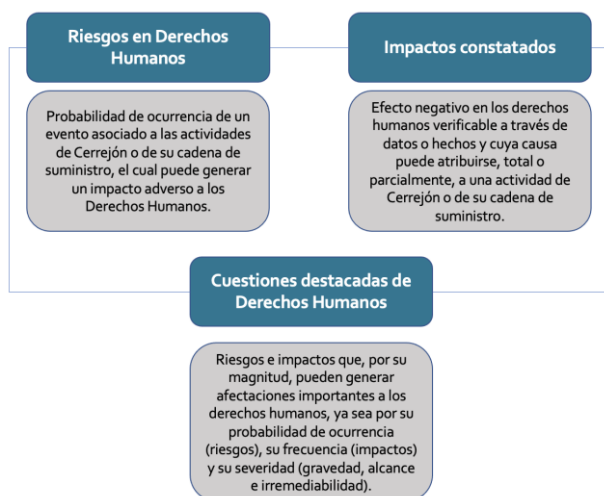 Riesgos en Derechos
Humanos
Probabilidad de ocurrencia de un
evento asociado a las actividades
de Cerrejón o de su cadena de
suministro, el cual puede generar
un impacto adverso a los
Derechos Humanos.
Impactos constatados
Efecto negativo en los derechos
humanos verificable a través de
datos o hechos y cuya causa
puede atribuirse, total o
parcialmente, a una actividad de
Cerrejón o de su cadena de
suministro.
Cuestiones destacadas de
Derechos Humanos
Riesgos e impactos que, por su
magnitud, pueden generar
afectaciones importantes a los
derechos humanos, ya sea por su
probabilidad de ocurrencia
(riesgos), su frecuencia (impactos)
y su severidad (gravedad, alcance
e irremediabilidad).